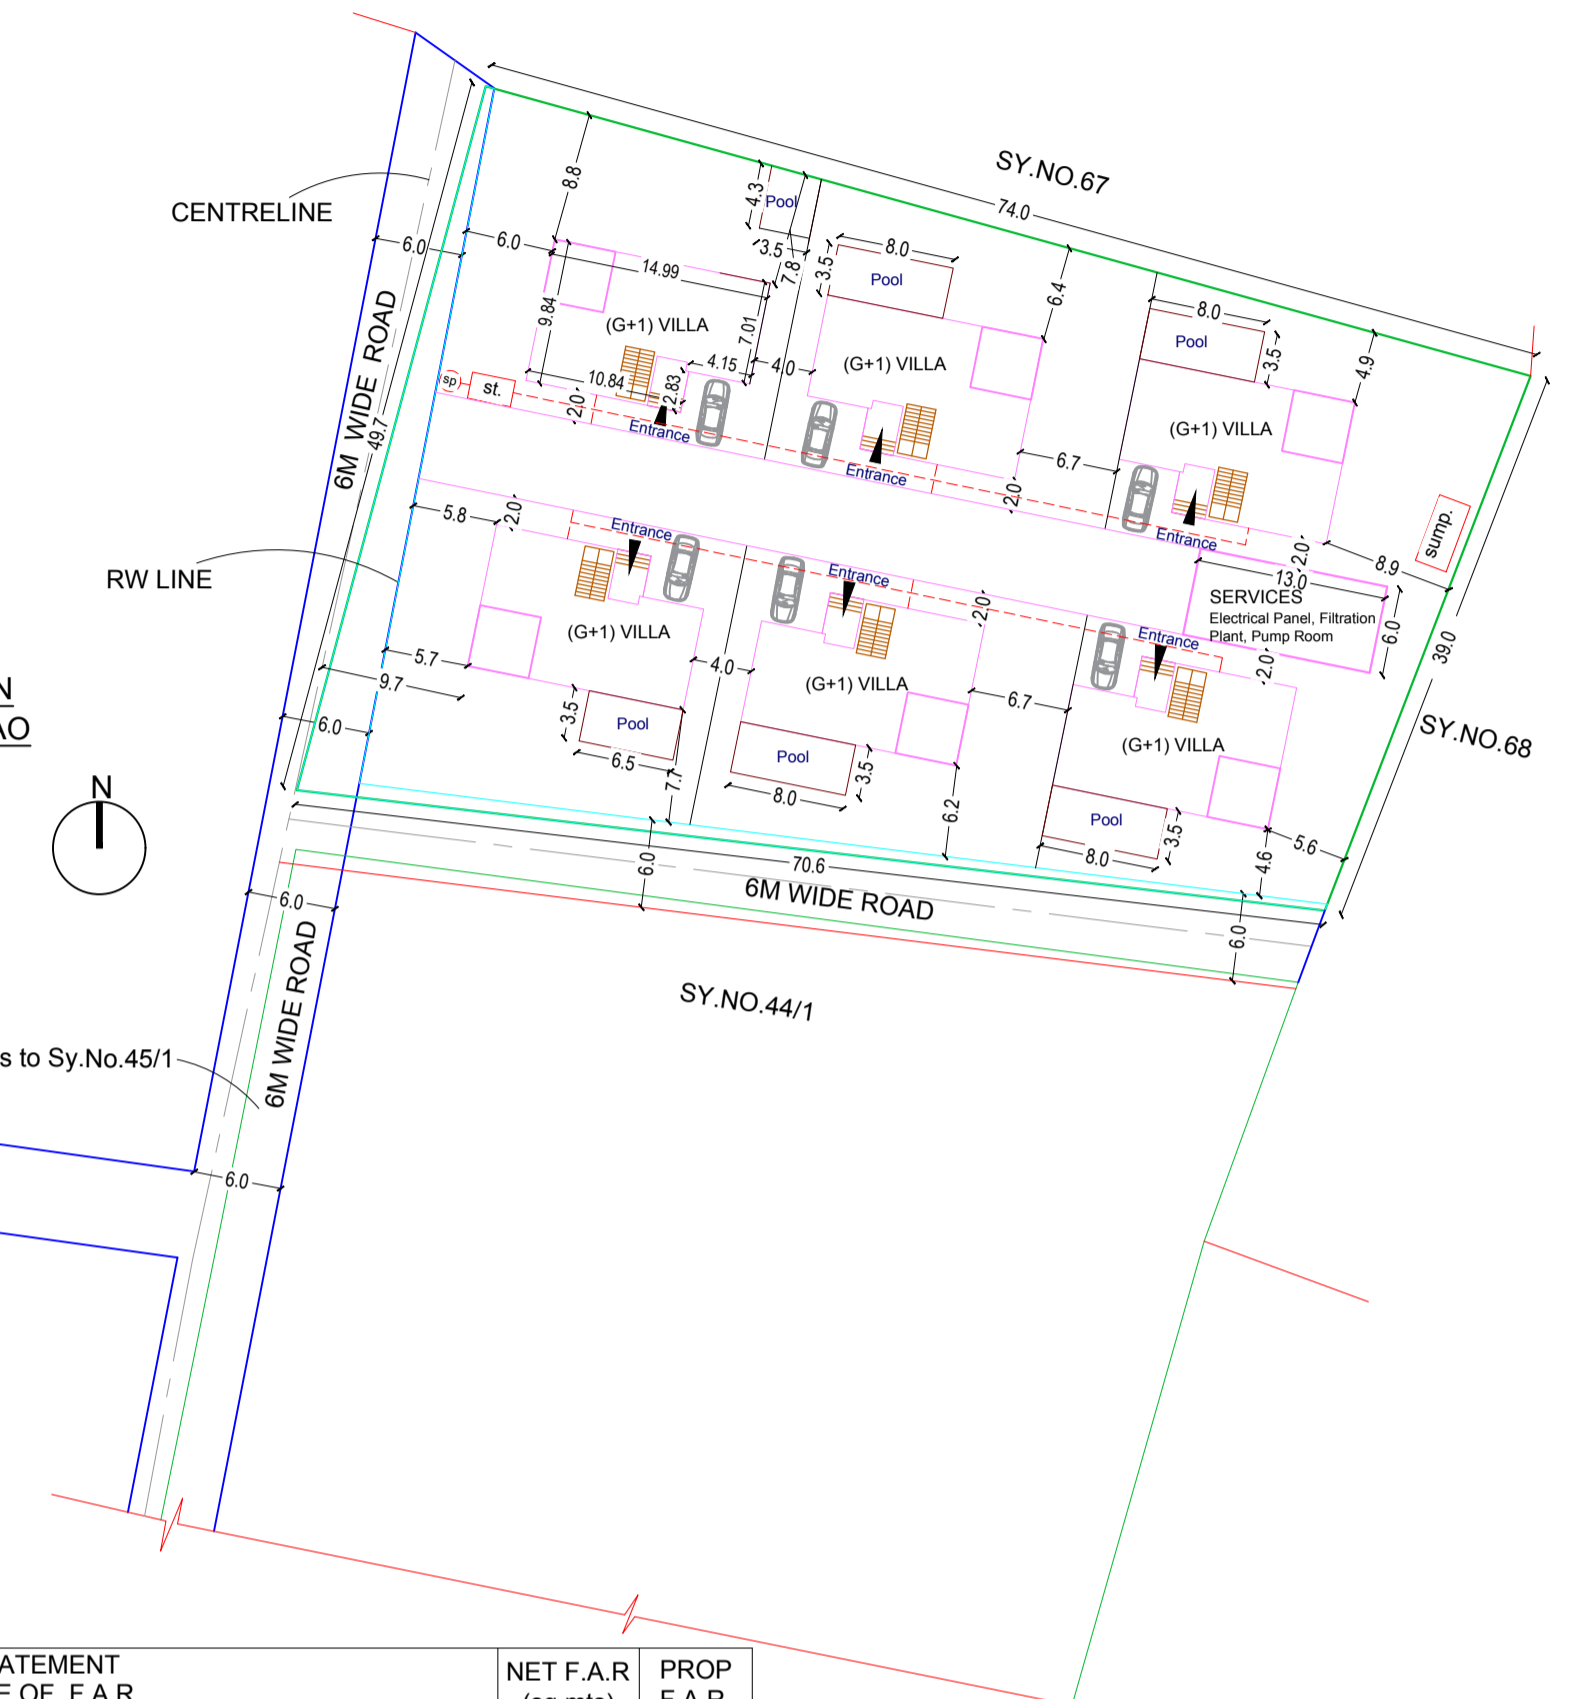 SY.NO.67
74.0
CENTRELINE
8.8
4.3
Pool
3.5
7.8
6.0
6.0
14.99
9.84
(G+1) VILLA
7.01
4.15
10.84
2.83
4.0
2.0
sp
st.
Entrance
6M WIDE ROAD
49.7
8.0
3.5
Pool
6.4
(G+1) VILLA
Entrance
6.7
2.0
8.0
Pool
3.5
4.9
(G+1) VILLA
Entrance
2.0
8.9
sump.
13.0
SERVICES
Electrical Panel, Filtration
Plant, Pump Room
6.0
39.0
SY.NO.68
RW LINE
5.8
2.0
Entrance
(G+1) VILLA
5.7
9.7
6.0
3.5
Pool
6.5
7.7
4.0
Entrance
2.0
(G+1) VILLA
Pool
3.5
8.0
6.2
6.7
Entrance
2.0
(G+1) VILLA
Pool
3.5
8.0
4.6
5.6
N
AO
N
6.0
70.6
6M WIDE ROAD
6.0
6.0
SY.NO.44/1
6M WIDE ROAD
s to Sy.No.45/1
6.0
ATEMENT
E OF F.A.R
NET F.A.R
(sq.mts)
PROP
F.A.R